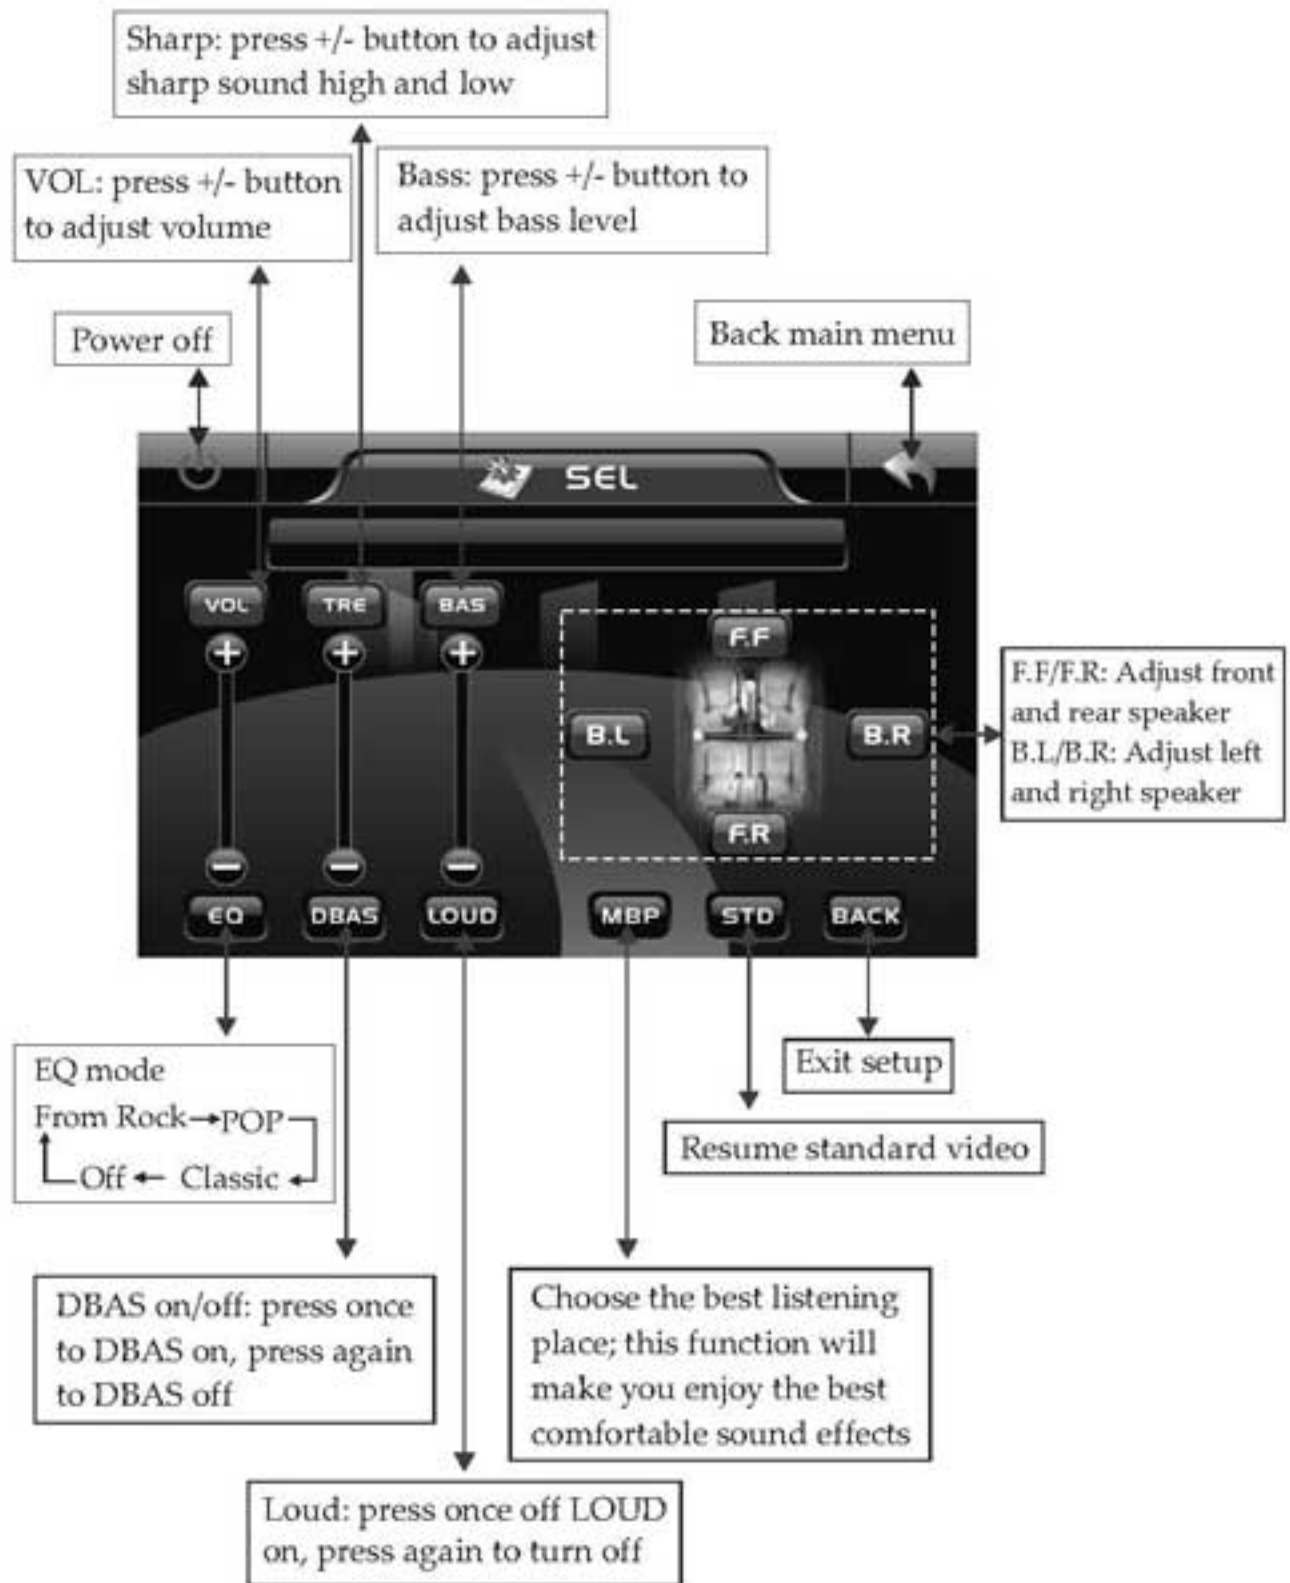 Sharp: press +/- button to adjust
sharp sound high and low
VOL: press +/- button
to adjust volume
Bass: press +/- button to
adjust bass level
Power off
Back main menu
SEL
VOL
TRE
BAS
F.F
B.L
B.R
F.R
F.F/F.R: Adjust front
and rear speaker
B.L/B.R: Adjust left
and right speaker
EQ
DBAS
LOUD
MBP
STD
BACK
EQ mode
From Rock POP
Off Classic
Exit setup
Resume standard video
DBAS on/off: press once
to DBAS on, press again
to DBAS off
Choose the best listening
place; this function will
make you enjoy the best
comfortable sound effects
Loud: press once off LOUD
on, press again to turn off